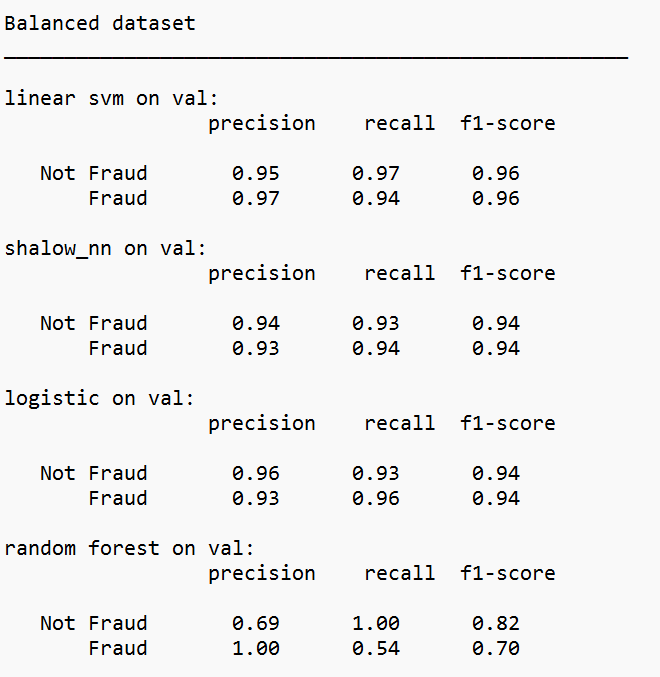 Balanced dataset
linear svm on val:
precision recall f1-score
Not Fraud 0.95 0.97 0.96
Fraud 0.97 0.94 0.96
shalow_nn on val:
precision recall f1-score
Not Fraud 0.94 0.93 0.94
Fraud 0.93 0.94 0.94
logistic on val:
precision recall f1-score
Not Fraud 0.96 0.93 0.94
Fraud 0.93 0.96 0.94
random forest on val:
precision recall f1-score
Not Fraud 0.69 1.00 0.82
Fraud 1.00 0.54 0.70